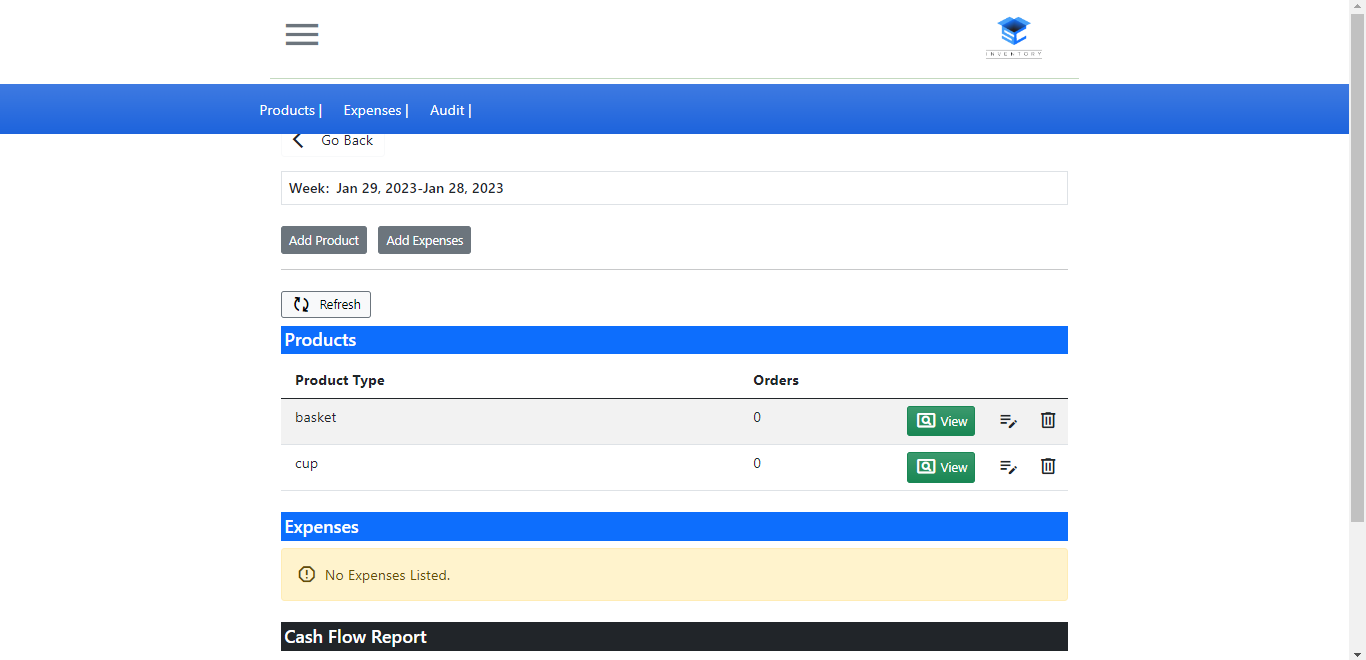 INVENTORY
Products | Expenses | Audit |
Go Back
Week: Jan 29, 2023-Jan 28, 2023
Add Product Add Expenses
Refresh
Products
Product Type Orders
basket 0 View
cup 0 View
Expenses
No Expenses Listed.
Cash Flow Report